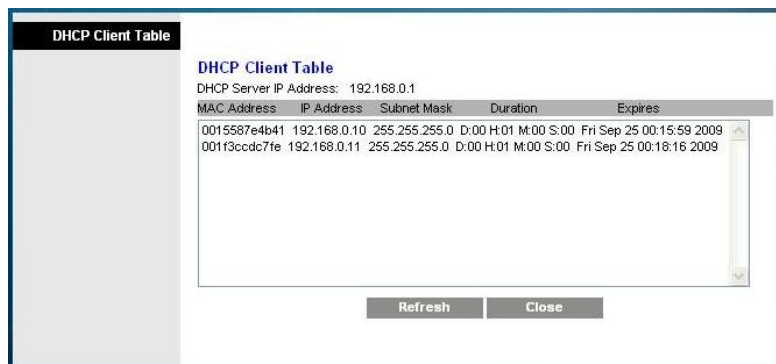 DHCP Client Table
DHCP Client Table
DHCP Server IP Address: 192.168.0.1
MAC Address IP Address Subnet Mask Duration Expires
0015587e4b41 192.168.0.10 255.255.255.0 D:00 H:01 M:00 S:00 Fri Sep 25 00:15:59 2009
001f3ccdc7fe 192.168.0.11 255.255.255.0 D:00 H:01 M:00 S:00 Fri Sep 25 00:18:16 2009
Refresh Close